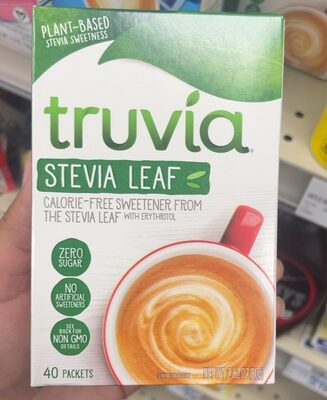 PLANT-BASED
STEVIA SWEETNESS
truvía®
STEVIA LEAF
CALORIE-FREE SWEETENER FROM
THE STEVIA LEAF WITH ERYTHRITOL
ZERO
SUGAR
NO
ARTIFICIAL
SWEETENERS
SEE
BACK FOR
NON GMO
DETAILS
40 PACKETS